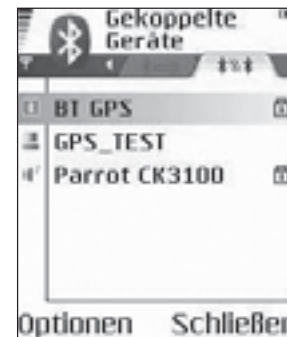 Gekoppelte
Geräte
BT GPS
GPS_TEST
Parrot CK3100
Optionen Schließen